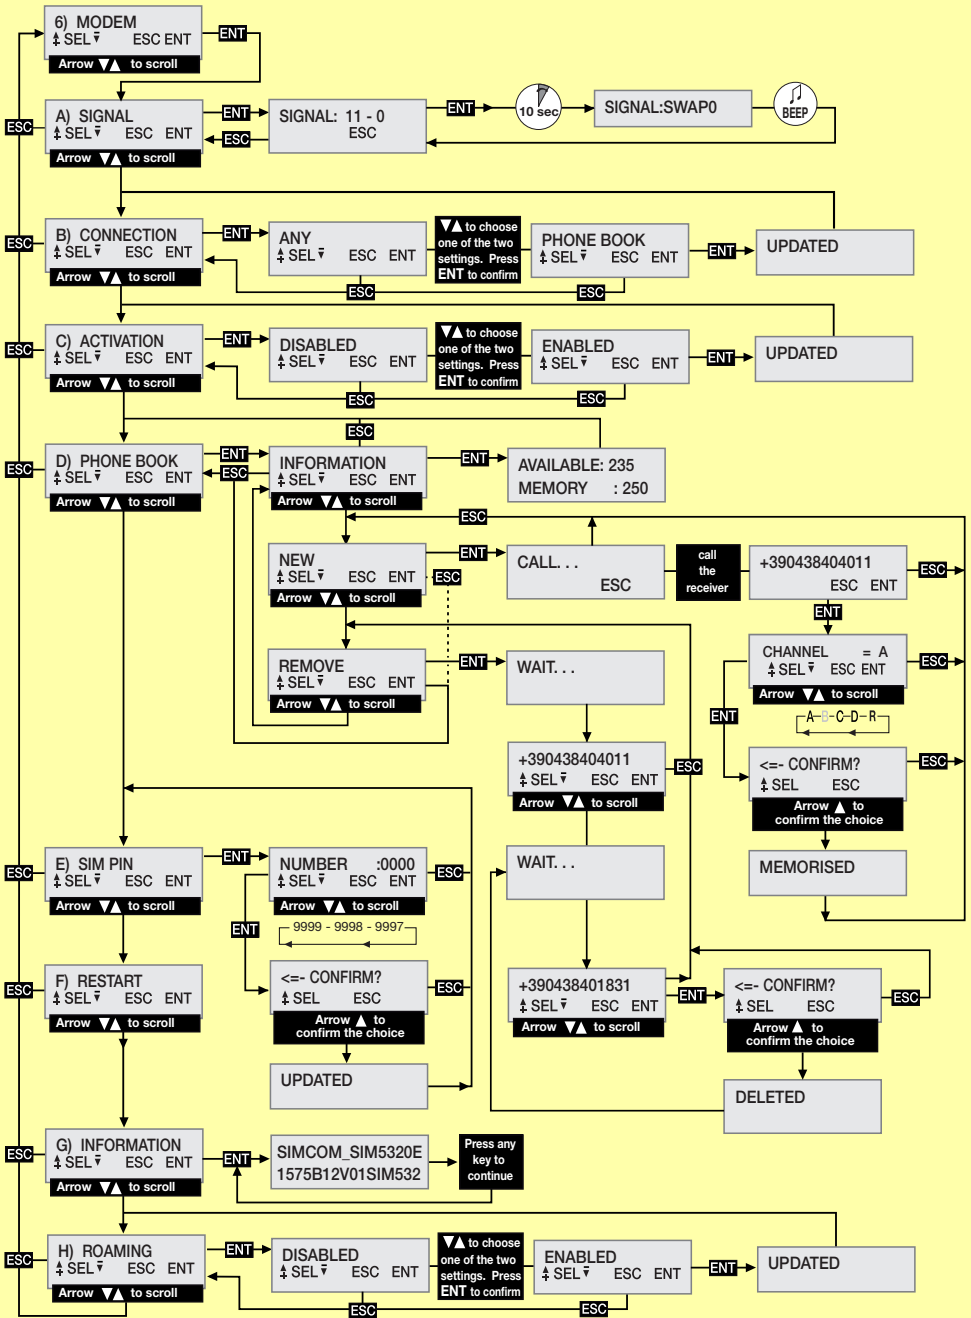 6) MODEM
SEL ESC ENT
Arrow ▼▲ to scroll
ENT
A) SIGNAL
SEL ESC ENT
Arrow ▼▲ to scroll
ESC
ENT
ESC
SIGNAL: 11 - 0
ESC
ENT
10 sec
SIGNAL:SWAP0
BEEP
B) CONNECTION
SEL ESC ENT
Arrow ▼▲ to scroll
ESC
ENT
ANY
SEL ESC ENT
ESC
▼▲ to choose
one of the two
settings. Press
ENT to confirm
PHONE BOOK
SEL ESC ENT
ESC
ENT
UPDATED
C) ACTIVATION
SEL ESC ENT
Arrow ▼▲ to scroll
ESC
ENT
DISABLED
SEL ESC ENT
ESC
▼▲ to choose
one of the two
settings. Press
ENT to confirm
ENABLED
SEL ESC ENT
ESC
ENT
UPDATED
D) PHONE BOOK
SEL ESC ENT
Arrow ▼▲ to scroll
ESC
ENT
ESC
ESC
INFORMATION
SEL ESC ENT
Arrow ▼▲ to scroll
ENT
AVAILABLE: 235
MEMORY : 250
ESC
NEW
SEL ESC ENT
Arrow ▼▲ to scroll
ENT
ESC
CALL. . .
ESC
call
the
receiver
+390438404011
ESC ENT
ESC
ENT
CHANNEL = A
SEL ESC ENT
Arrow ▼▲ to scroll
ESC
A-B-C-D-R
ENT
<=- CONFIRM?
SEL ESC
Arrow ▲ to
confirm the choice
ESC
MEMORISED
REMOVE
SEL ESC ENT
Arrow ▼▲ to scroll
ENT
WAIT. . .
+390438404011
SEL ESC ENT
Arrow ▼▲ to scroll
ESC
WAIT. . .
+390438401831
SEL ESC ENT
Arrow ▼▲ to scroll
ENT
<=- CONFIRM?
SEL ESC
Arrow ▲ to
confirm the choice
ESC
DELETED
E) SIM PIN
SEL ESC ENT
Arrow ▼▲ to scroll
ESC
ENT
NUMBER :0000
SEL ESC ENT
Arrow ▼▲ to scroll
ESC
9999 - 9998 - 9997
ENT
<=- CONFIRM?
SEL ESC
Arrow ▲ to
confirm the choice
ESC
UPDATED
F) RESTART
SEL ESC ENT
Arrow ▼▲ to scroll
ESC
G) INFORMATION
SEL ESC ENT
Arrow ▼▲ to scroll
ESC
ENT
SIMCOM_SIM5320E
1575B12V01SIM532
Press any
key to
continue
H) ROAMING
SEL ESC ENT
Arrow ▼▲ to scroll
ESC
ENT
DISABLED
SEL ESC ENT
ESC
▼▲ to choose
one of the two
settings. Press
ENT to confirm
ENABLED
SEL ESC ENT
ESC
ENT
UPDATED